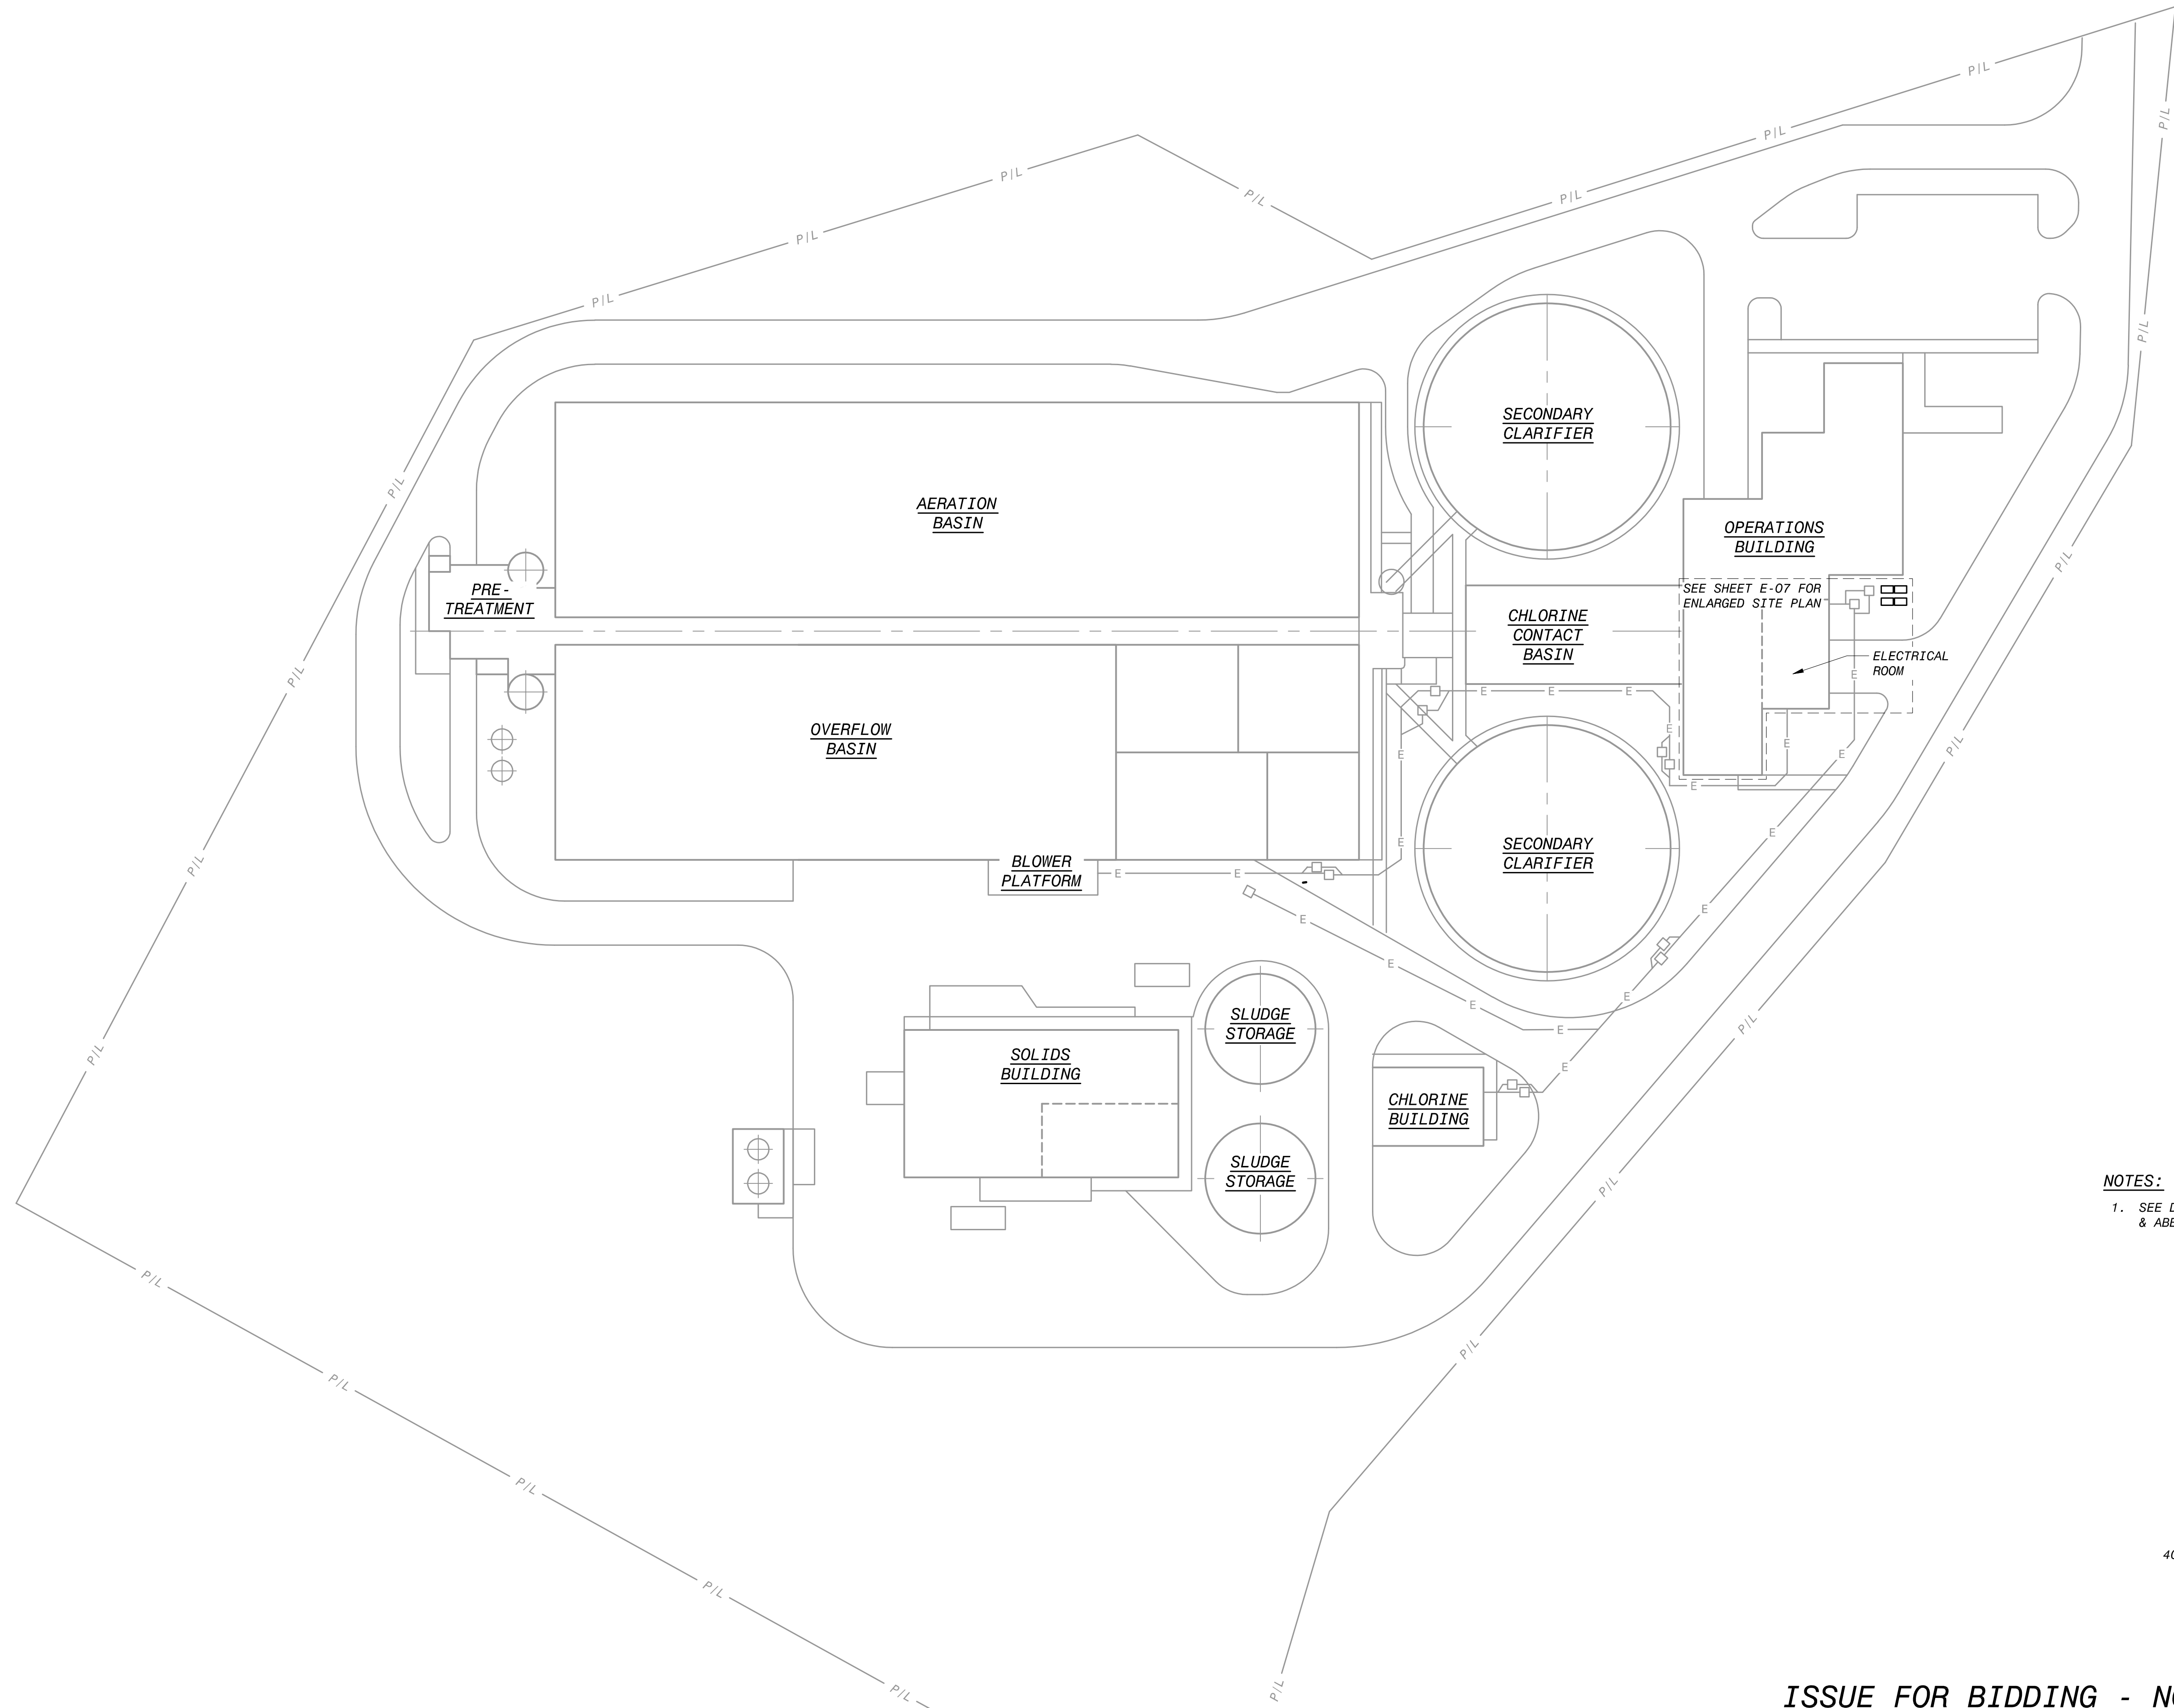 P/L
P/L
P/L
P/L
P/L
P/L
P/L
P/L
P/L
P/L
P/L
SECONDARY
CLARIFIER
AERATION
BASIN
OPERATIONS
BUILDING
PRE-
TREATMENT
SEE SHEET E-07 FOR
ENLARGED SITE PLAN
CHLORINE
CONTACT
BASIN
ELECTRICAL
ROOM
E
E
E
E
P/L
P/L
OVERFLOW
BASIN
E
E
E
E
P/L
E
E
E
SECONDARY
CLARIFIER
BLOWER
PLATFORM
E
E
P/L
E
E
E
E
E
E
E
SLUDGE
STORAGE
P/L
P/L
SOLIDS
BUILDING
E
CHLORINE
BUILDING
SLUDGE
STORAGE
P/L
NOTES:
1. SEE
&
P/L
P/L
P/L
P/L
P/L
P/L
P/L
ISSUE FOR BIDDING -